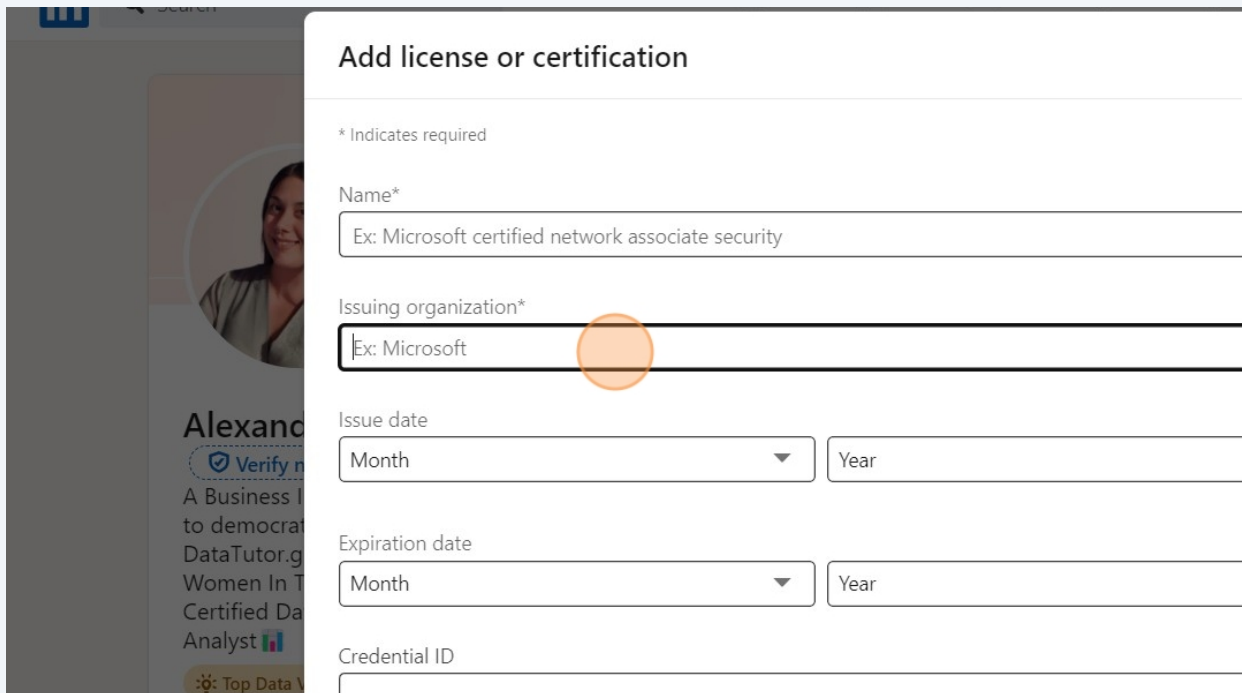 Search
Add license or certification
* Indicates required
Name*
Ex: Microsoft certified network associate security
Issuing organization*
Ex: Microsoft
Issue date
Month Year
Expiration date
Month Year
Credential ID
Alexand
Verify n
A Business I
to democrat
DataTutor.g
Women In T
Certified Da
Analyst
Top Data V